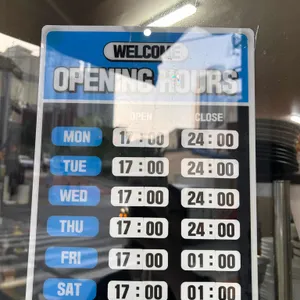 WELCOME
OPENING HOURS
OPEN CLOSE
MON 17:00 24:00
TUE 17:00 24:00
WED 17:00 24:00
THU 17:00 24:00
FRI 17:00 01:00
SAT 17:00 01:00